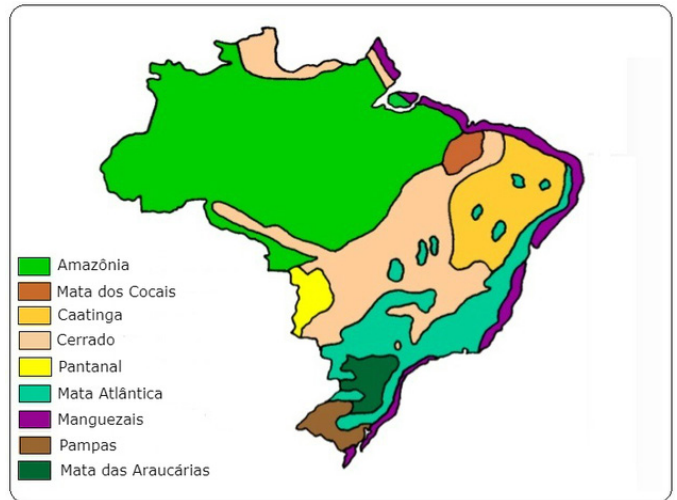 Amazônia
Mata dos Cocais
Caatinga
Cerrado
Pantanal
Mata Atlântica
Manguezais
Pampas
Mata das Araucárias